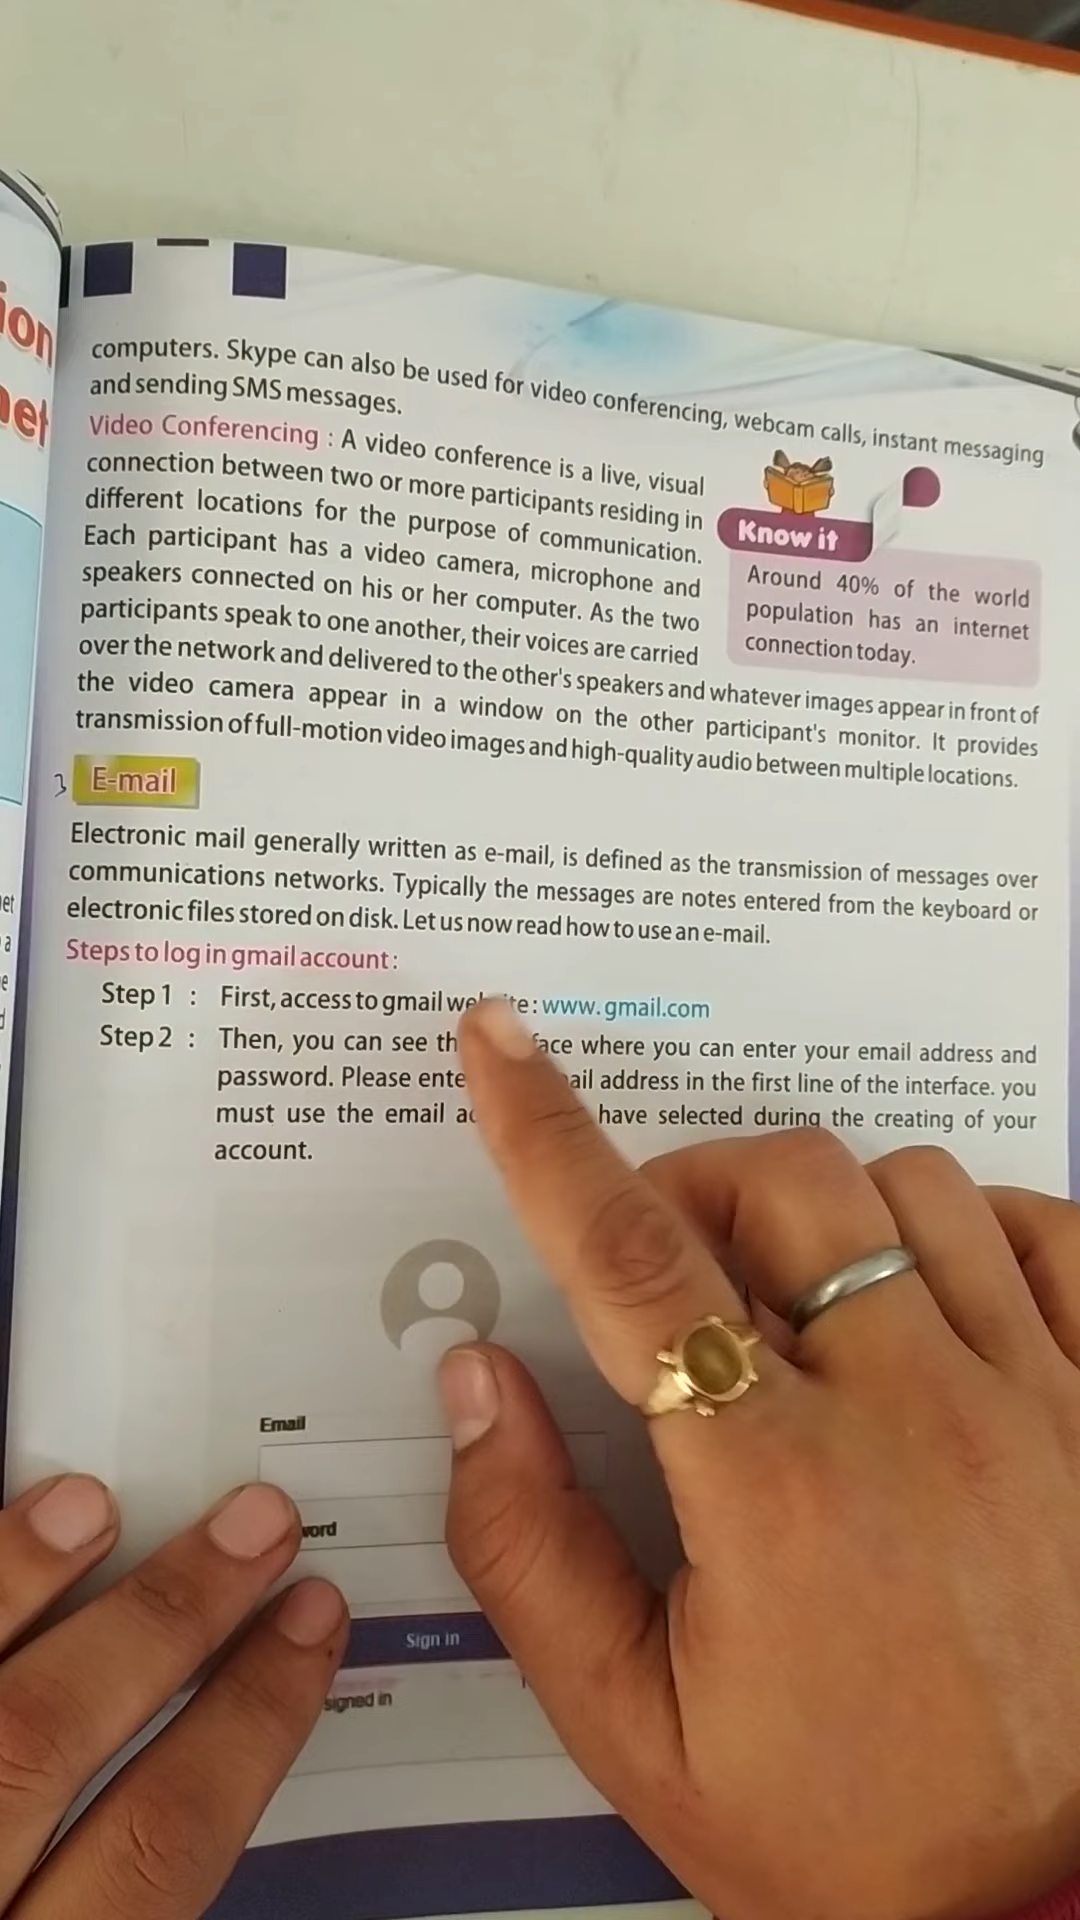 ion
net
computers. Skype can also be used for video conferencing, webcam calls, instant messaging
and sending SMS messages.
Video Conferencing : A video conference is a live, visual
connection between two or more participants residing in
different locations for the purpose of communication.
Each participant has a video camera, microphone and
speakers connected on his or her computer. As the two
participants speak to one another, their voices are carried
over the network and delivered to the other's speakers and whatever images appear in front of
the video camera appear in a window on the other participant's monitor. It provides
transmission of full-motion video images and high-quality audio between multiple locations.
Know it
Around 40% of the world
population has an internet
connection today.
3 E-mail
Electronic mail generally written as e-mail, is defined as the transmission of messages over
communications networks. Typically the messages are notes entered from the keyboard or
electronic files stored on disk. Let us now read how to use an e-mail.
Steps to log in gmail account :
Step 1 : First, access to gmail : www.gmail.com
Step 2 : Then, you can see where you can enter your email address and
password. Please address in the first line of the interface. you
must use the email have selected during the creating of your
account.
Email
word
Sign in
signed in